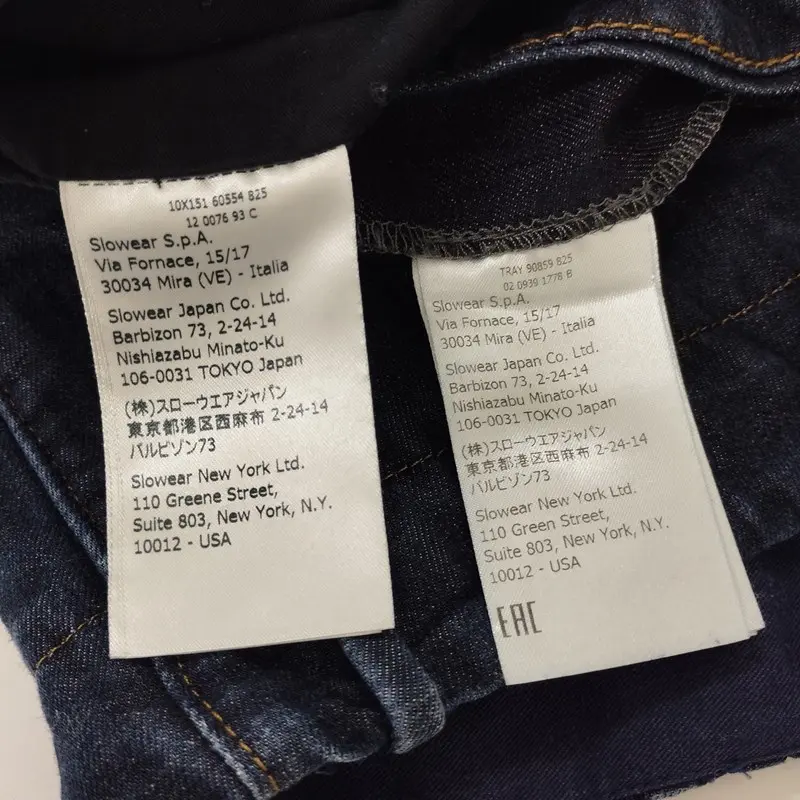 10X151 60554 825
12 0076 93 C
Slowear S.p.A.
Via Fornace, 15/17
30034 Mira (VE) - Italia
Slowear Japan Co. Ltd.
Barbizon 73, 2-24-14
Nishiazabu Minato-Ku
106-0031 TOKYO Japan
(株)スローウエアジャパン
東京都港区西麻布 2-24-14
バルビゾン73
Slowear New York Ltd.
110 Greene Street,
Suite 803, New York, N.Y.
10012 - USA
TRAY 90859 825
02 0939 1778 B
Slowear S.p.A.
Via Fornace, 15/17
30034 Mira (VE) - Italia
Slowear Japan Co. Ltd.
Barbizon 73, 2-24-14
Nishiazabu Minato-Ku
106-0031 TOKYO Japan
(株)スローウエアジャパン
東京都港区西麻布 2-24-14
バルビゾン73
Slowear New York Ltd.
110 Green Street,
Suite 803, New York, N.Y.
10012 - USA
EAC